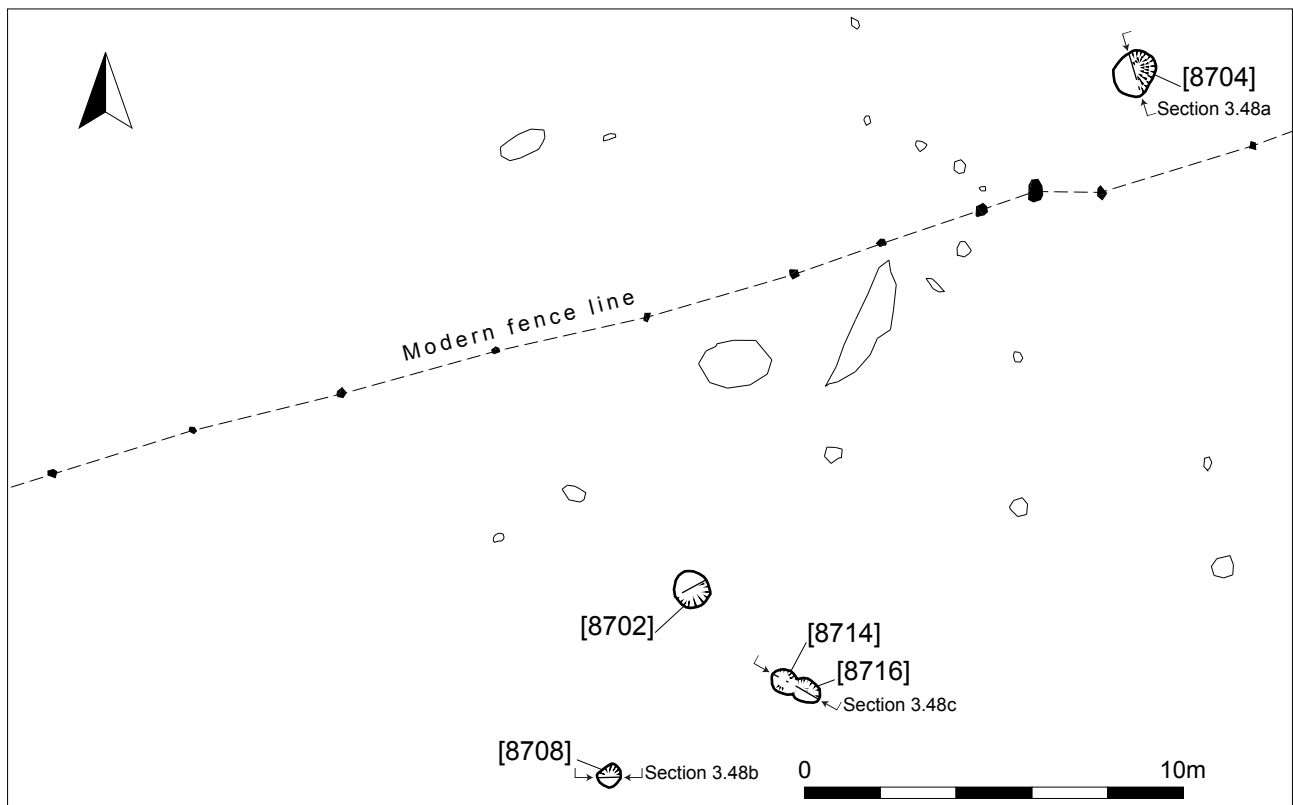 [8704]
Section 3.48a
Modern fence line
[8702]
[8714]
[8716]
Section 3.48c
[8708]
Section 3.48b
0 10m